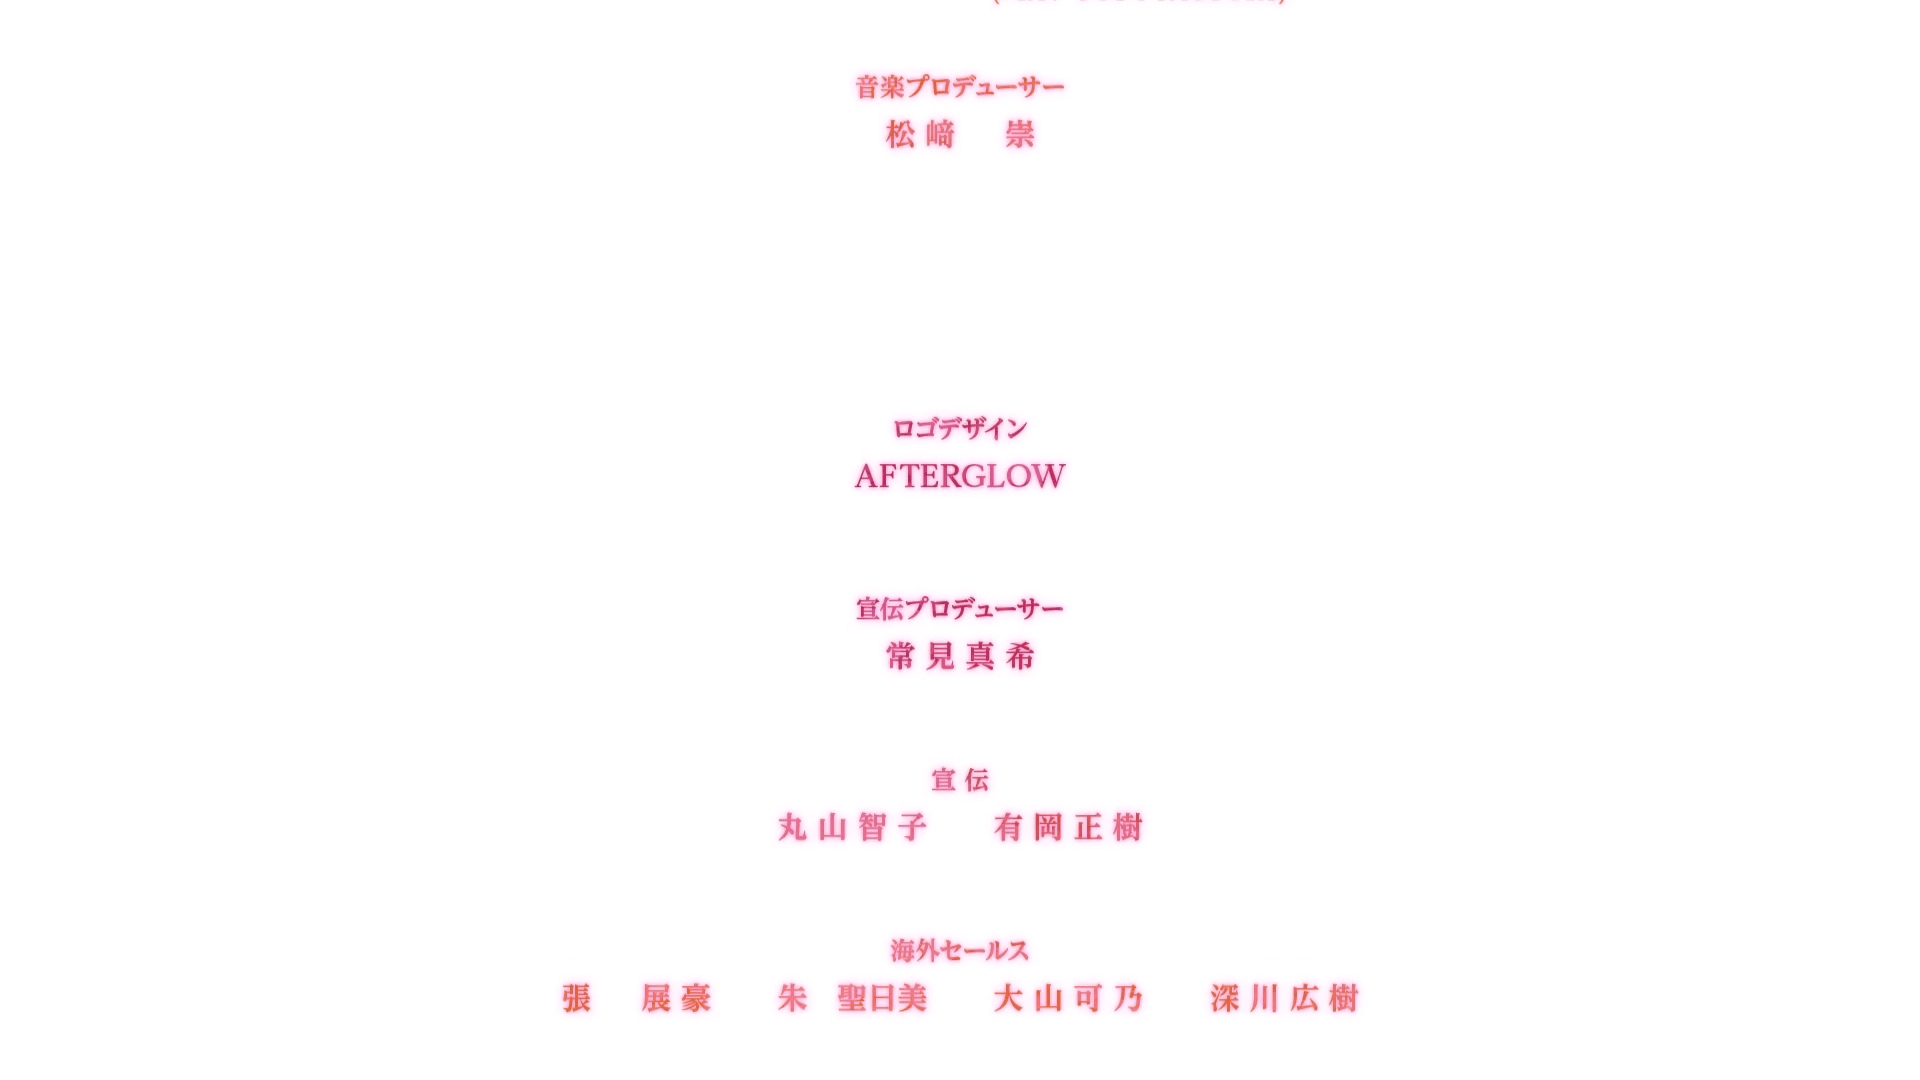 音楽プロデューサー
松﨑　崇
ロゴデザイン
AFTERGLOW
宣伝プロデューサー
常見真希
宣伝
丸山智子　有岡正樹
海外セールス
張　展豪　朱　聖日美　大山可乃　深川広樹